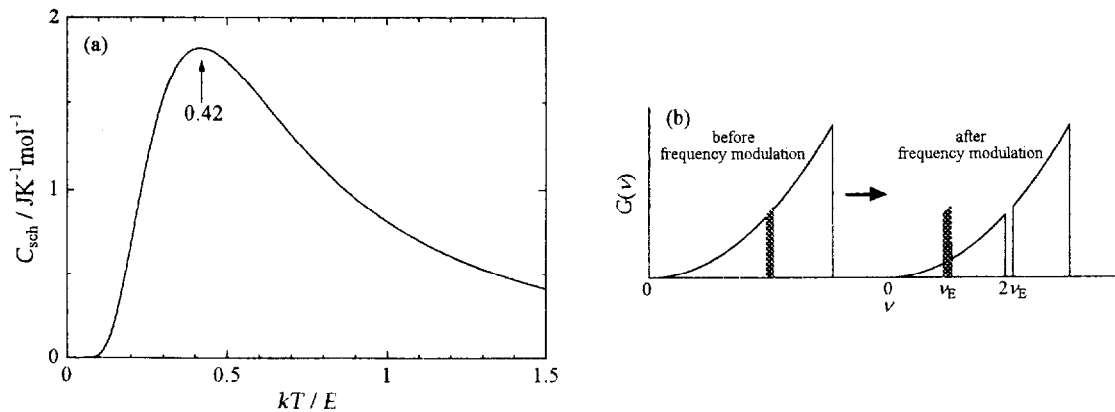 (a)
2
1
0
C_sch / JK⁻¹mol⁻¹
0.42
0 0.5 1 1.5
kT / E
(b)
before
frequency modulation
after
frequency modulation
G(ν)
0
0 ν_E 2ν_E
ν